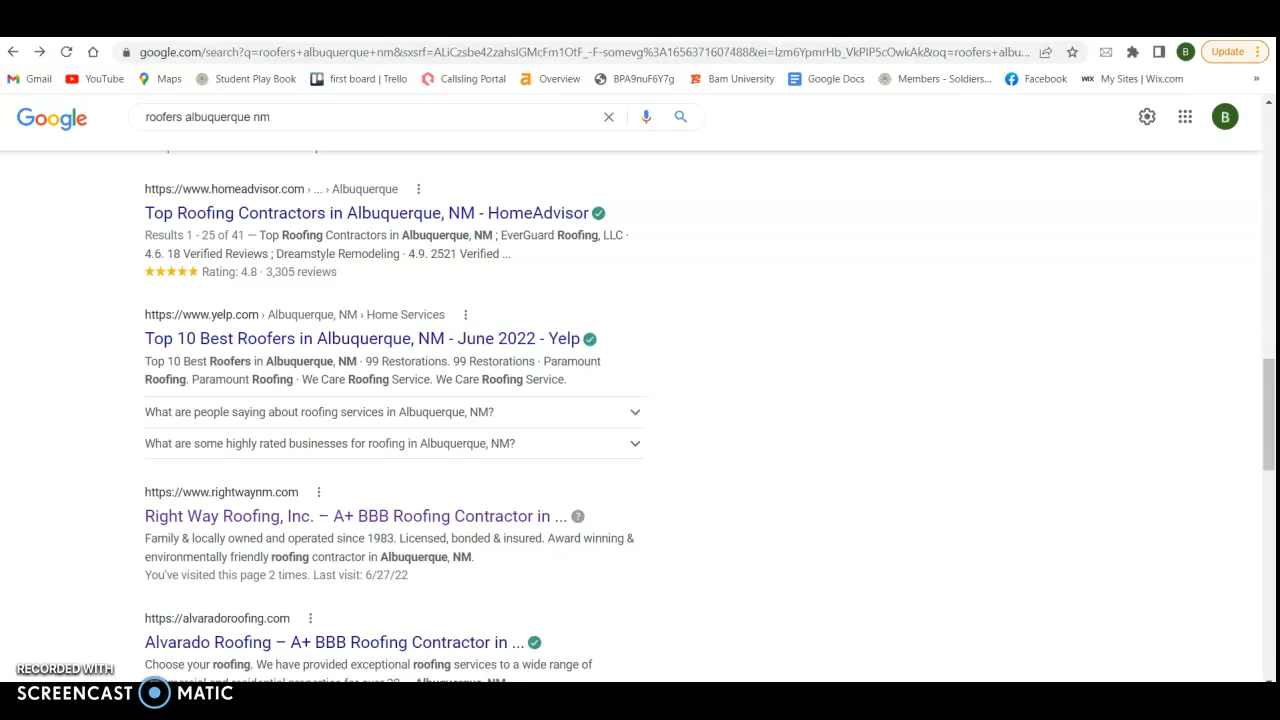 google.com/search?q=roofers+albuquerque+nm&sxsrf=ALiCzsbe42zahsIGMcFm1OtF_-F-somevg%3A1656371607488&ei=lzm6YpmrHb_VkPIP5cOwkAk&oq=roofers+albu... B Update
Gmail YouTube Maps Student Play Book first board | Trello Callsling Portal Overview BPA9nuF6Y7g Bam University Google Docs Members - Soldiers... Facebook WIX My Sites | Wix.com »
Google roofers albuquerque nm B
https://www.homeadvisor.com › ... › Albuquerque
Top Roofing Contractors in Albuquerque, NM - HomeAdvisor
Results 1 - 25 of 41 — Top Roofing Contractors in Albuquerque, NM ; EverGuard Roofing, LLC ·
4.6. 18 Verified Reviews ; Dreamstyle Remodeling · 4.9. 2521 Verified ...
Rating: 4.8 · 3,305 reviews
https://www.yelp.com › Albuquerque, NM › Home Services
Top 10 Best Roofers in Albuquerque, NM - June 2022 - Yelp
Top 10 Best Roofers in Albuquerque, NM · 99 Restorations. 99 Restorations · Paramount
Roofing. Paramount Roofing · We Care Roofing Service. We Care Roofing Service.
What are people saying about roofing services in Albuquerque, NM?
What are some highly rated businesses for roofing in Albuquerque, NM?
https://www.rightwaynm.com
Right Way Roofing, Inc. – A+ BBB Roofing Contractor in ... ?
Family & locally owned and operated since 1983. Licensed, bonded & insured. Award winning &
environmentally friendly roofing contractor in Albuquerque, NM.
You've visited this page 2 times. Last visit: 6/27/22
https://alvaradoroofing.com
Alvarado Roofing – A+ BBB Roofing Contractor in ...
Choose your roofing. We have provided exceptional roofing services to a wide range of
RECORDED WITH
SCREENCAST MATIC